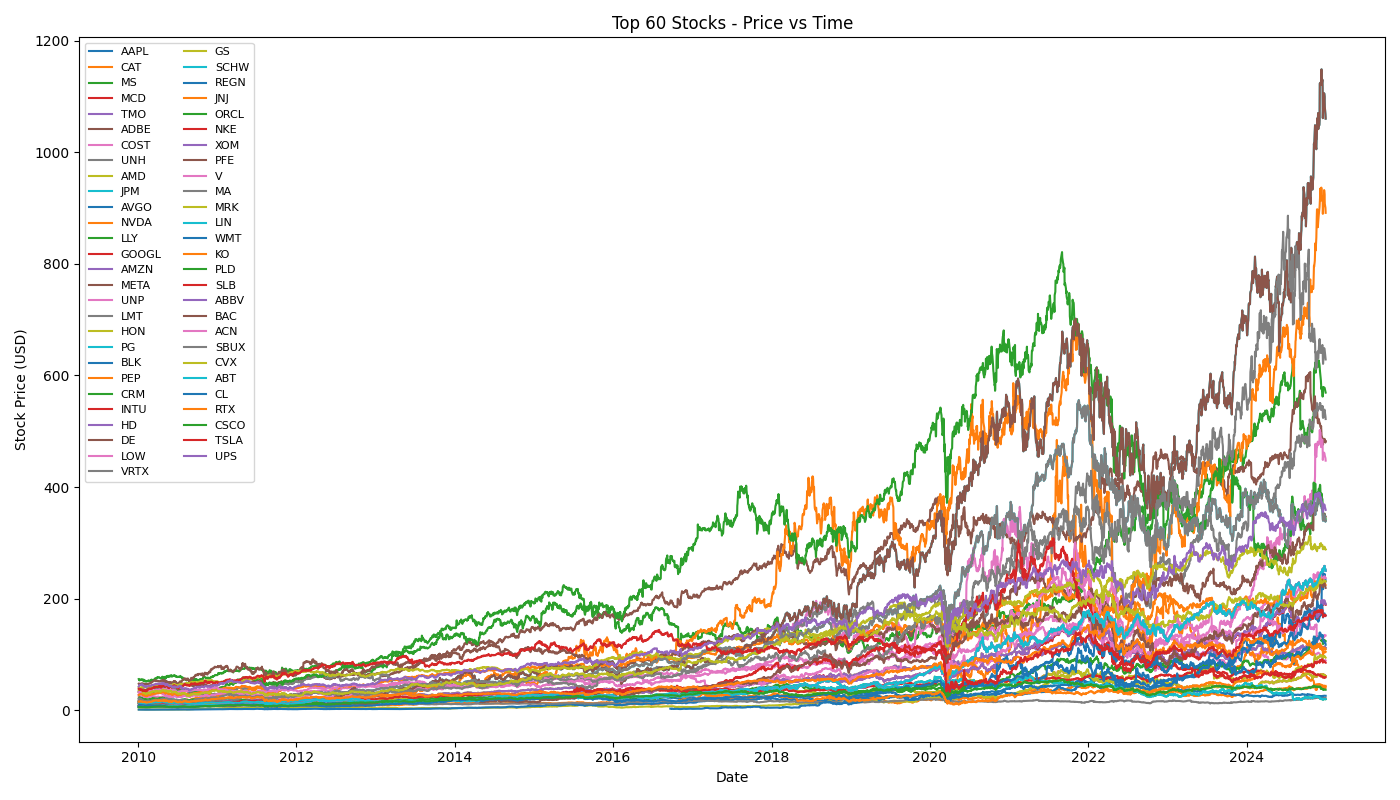 Top 60 Stocks - Price vs Time
AAPL
CAT
MS
MCD
TMO
ADBE
COST
UNH
AMD
JPM
AVGO
NVDA
LLY
GOOGL
AMZN
META
UNP
LMT
HON
PG
BLK
PEP
CRM
INTU
HD
DE
LOW
VRTX
GS
SCHW
REGN
JNJ
ORCL
NKE
XOM
PFE
V
MA
MRK
LIN
WMT
KO
PLD
SLB
ABBV
BAC
ACN
SBUX
CVX
ABT
CL
RTX
CSCO
TSLA
UPS
Stock Price (USD)
1200
1000
800
600
400
200
0
2010 2012 2014 2016 2018 2020 2022 2024
Date